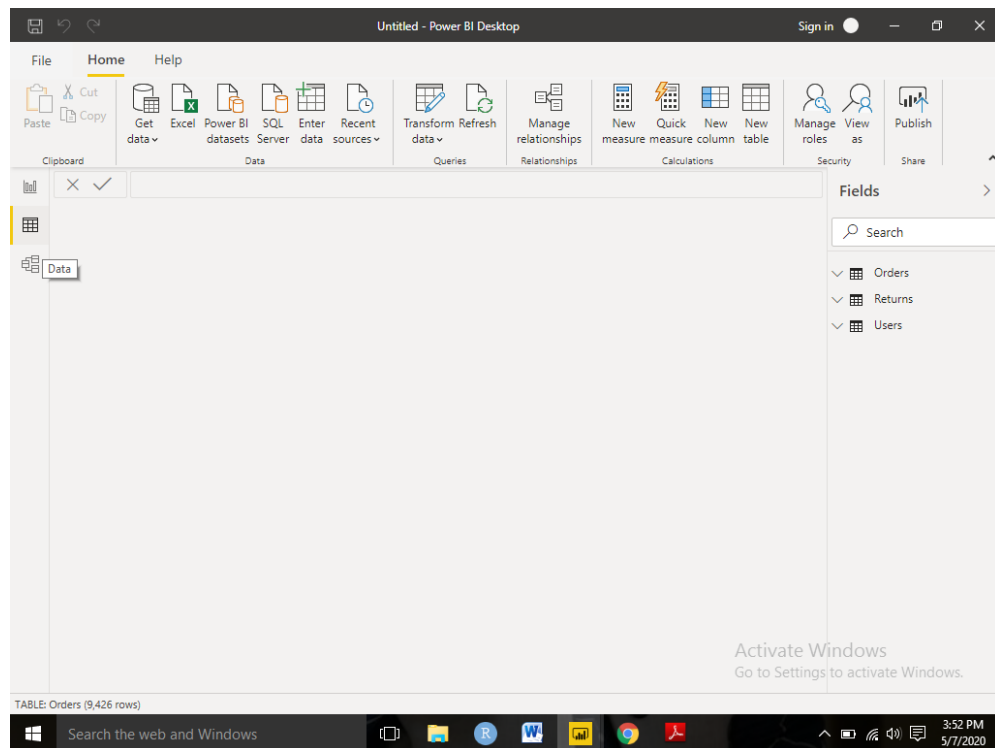 Untitled - Power BI Desktop
Sign in
File Home Help
Paste
Cut
Copy
Clipboard
Get data
Excel
Power BI datasets
SQL Server
Enter data
Recent sources
Data
Transform data
Refresh
Queries
Manage relationships
Relationships
New measure
Quick measure
New column
New table
Calculations
Manage roles
View as
Security
Publish
Share
Fields
Search
Data
Orders
Returns
Users
Activate Windows
Go to Settings to activate Windows.
TABLE: Orders (9,426 rows)
Search the web and Windows
R
W
3:52 PM
5/7/2020